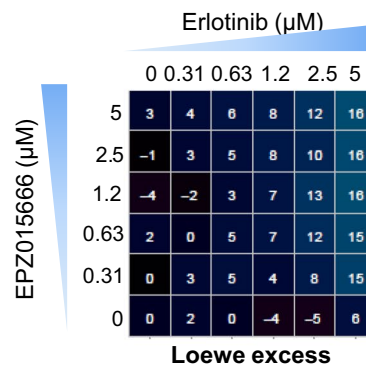 Erlotinib (µM)
0 0.31 0.63 1.2 2.5 5
EPZ015666 (µM)
5 3 4 6 8 12 16
2.5 –1 3 5 8 10 16
1.2 –4 –2 3 7 13 16
0.63 2 0 5 7 12 15
0.31 0 3 5 4 8 15
0 0 2 0 –4 –5 6
Loewe excess